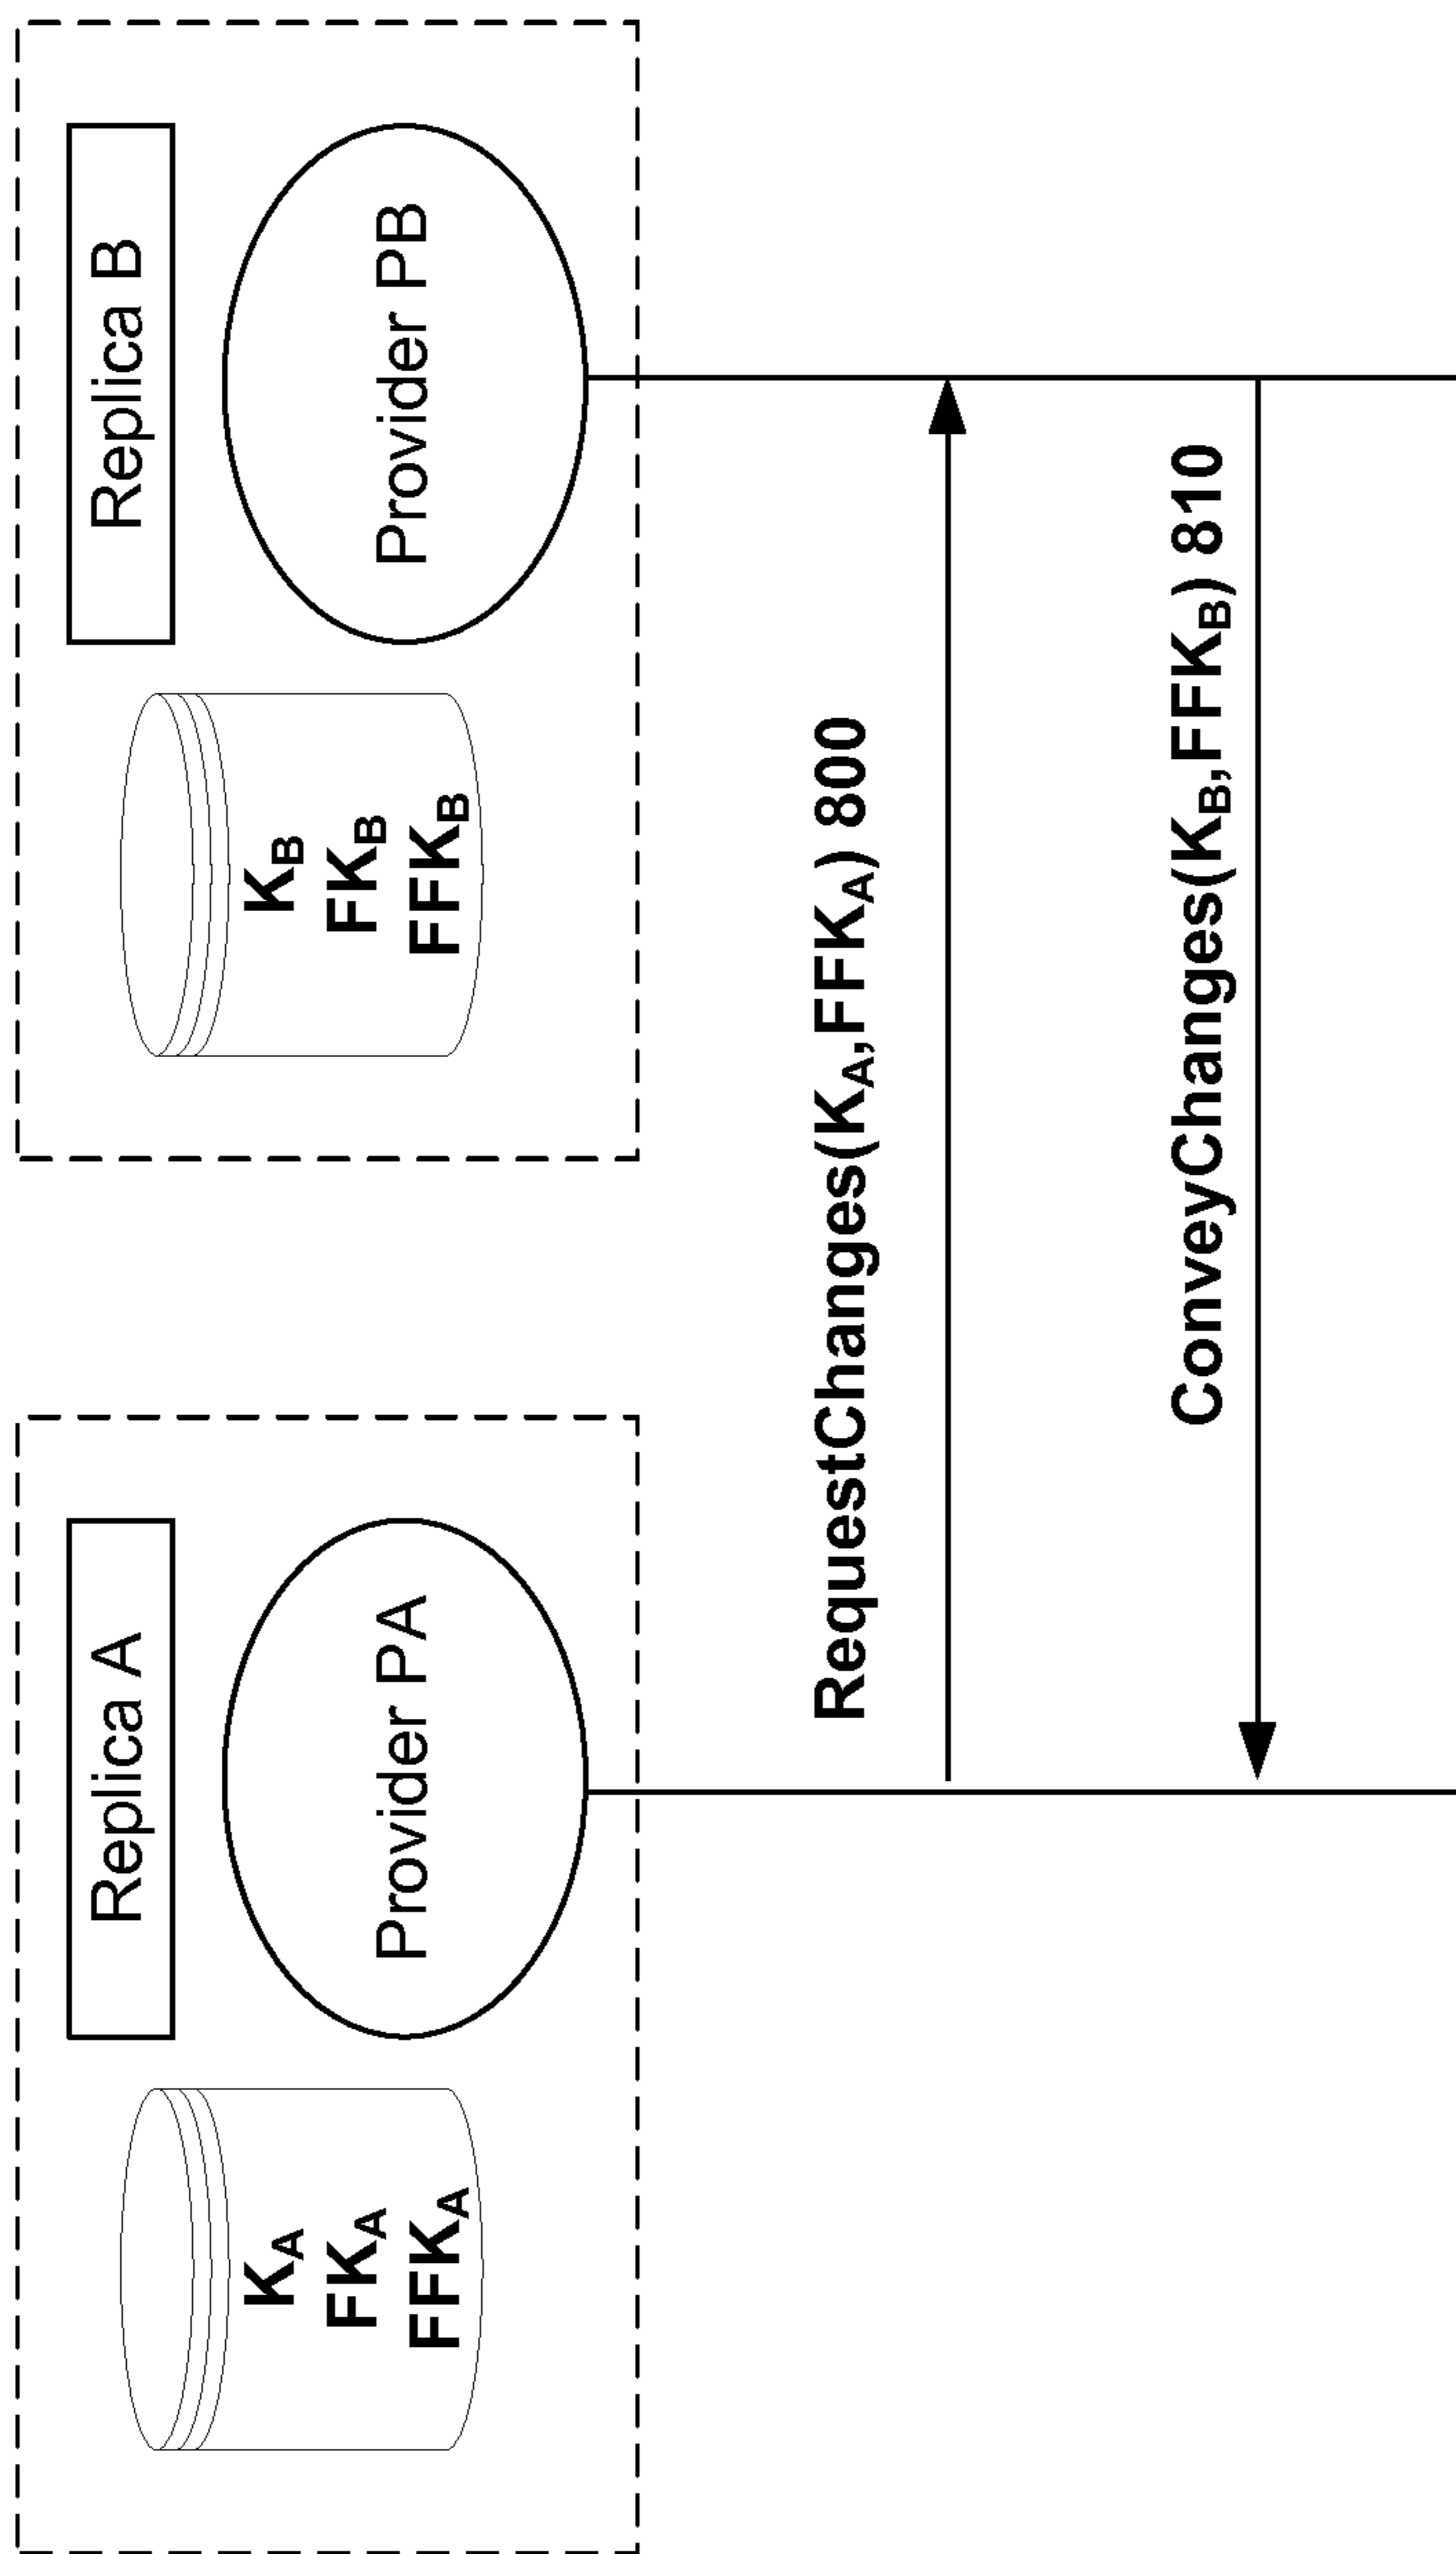 Replica A
Provider PA
K_A
FK_A
FFK_A
Replica B
Provider PB
K_B
FK_B
FFK_B
RequestChanges(K_A,FFK_A) 800
ConveyChanges(K_B,FFK_B) 810